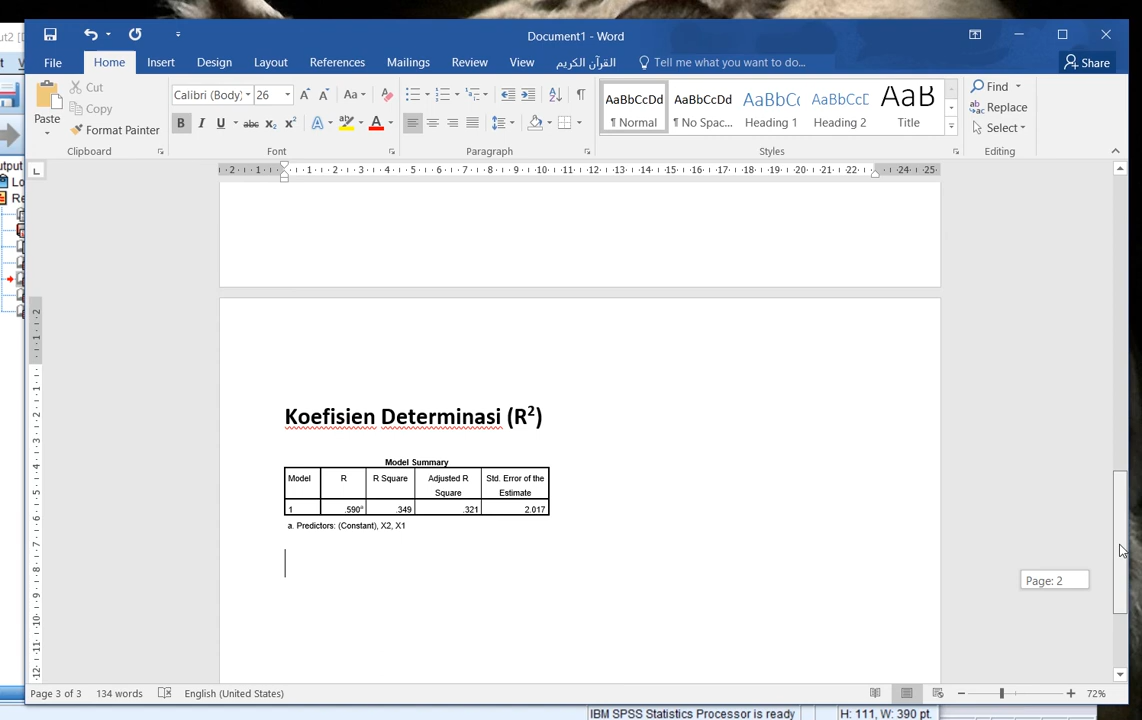 Document1 - Word
File Home Insert Design Layout References Mailings Review View القرآن الكريم Tell me what you want to do... Share
Paste
Cut
Copy
Format Painter
Clipboard
Calibri (Body) 26
Font
Paragraph
AaBbCcDd AaBbCcDd AaBbC AaBbCcE AaB
¶ Normal ¶ No Spac... Heading 1 Heading 2 Title
Styles
Find
Replace
Select
Editing
Koefisien Determinasi (R²)
Model Summary
Model R R Square Adjusted R Square Std. Error of the Estimate
1 .590ᵃ .349 .321 2.017
a. Predictors: (Constant), X2, X1
Page: 2
Page 3 of 3 134 words English (United States) 72%
IBM SPSS Statistics Processor is ready H: 111, W: 390 pt.